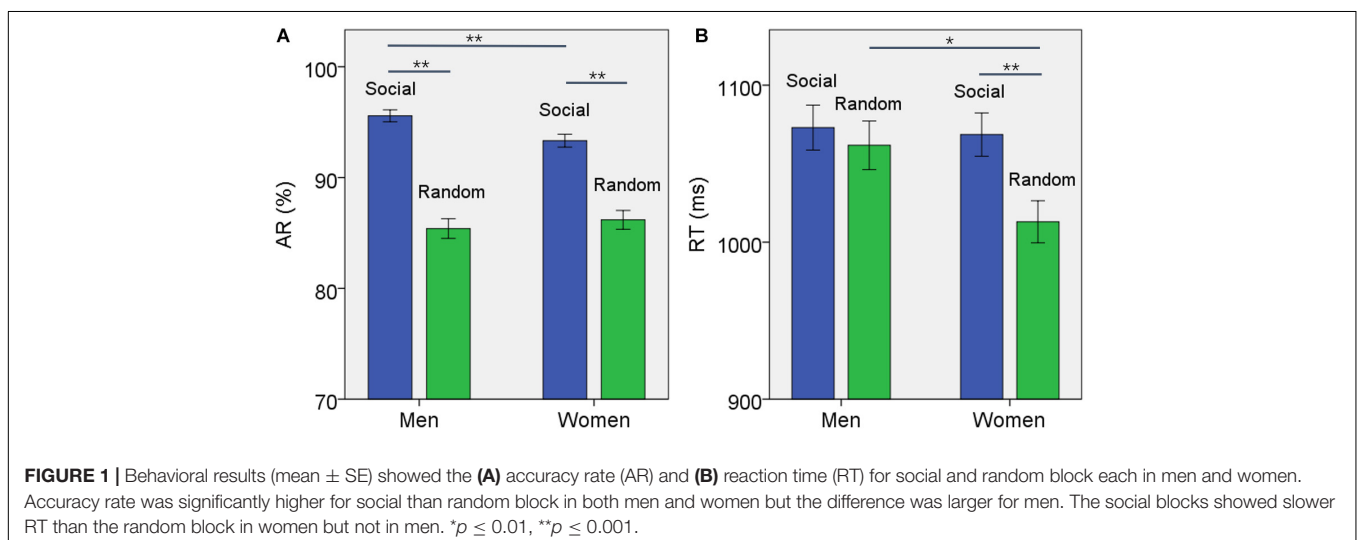 A
**
**
**
100
Social
Social
90
Random
Random
AR (%)
80
70
Men
Women
B
*
**
1100
Social
Random
Social
Random
RT (ms)
1000
900
Men
Women
FIGURE 1 | Behavioral results (mean ± SE) showed the (A) accuracy rate (AR) and (B) reaction time (RT) for social and random block each in men and women.
Accuracy rate was significantly higher for social than random block in both men and women but the difference was larger for men. The social blocks showed slower
RT than the random block in women but not in men. *p ≤ 0.01, **p ≤ 0.001.